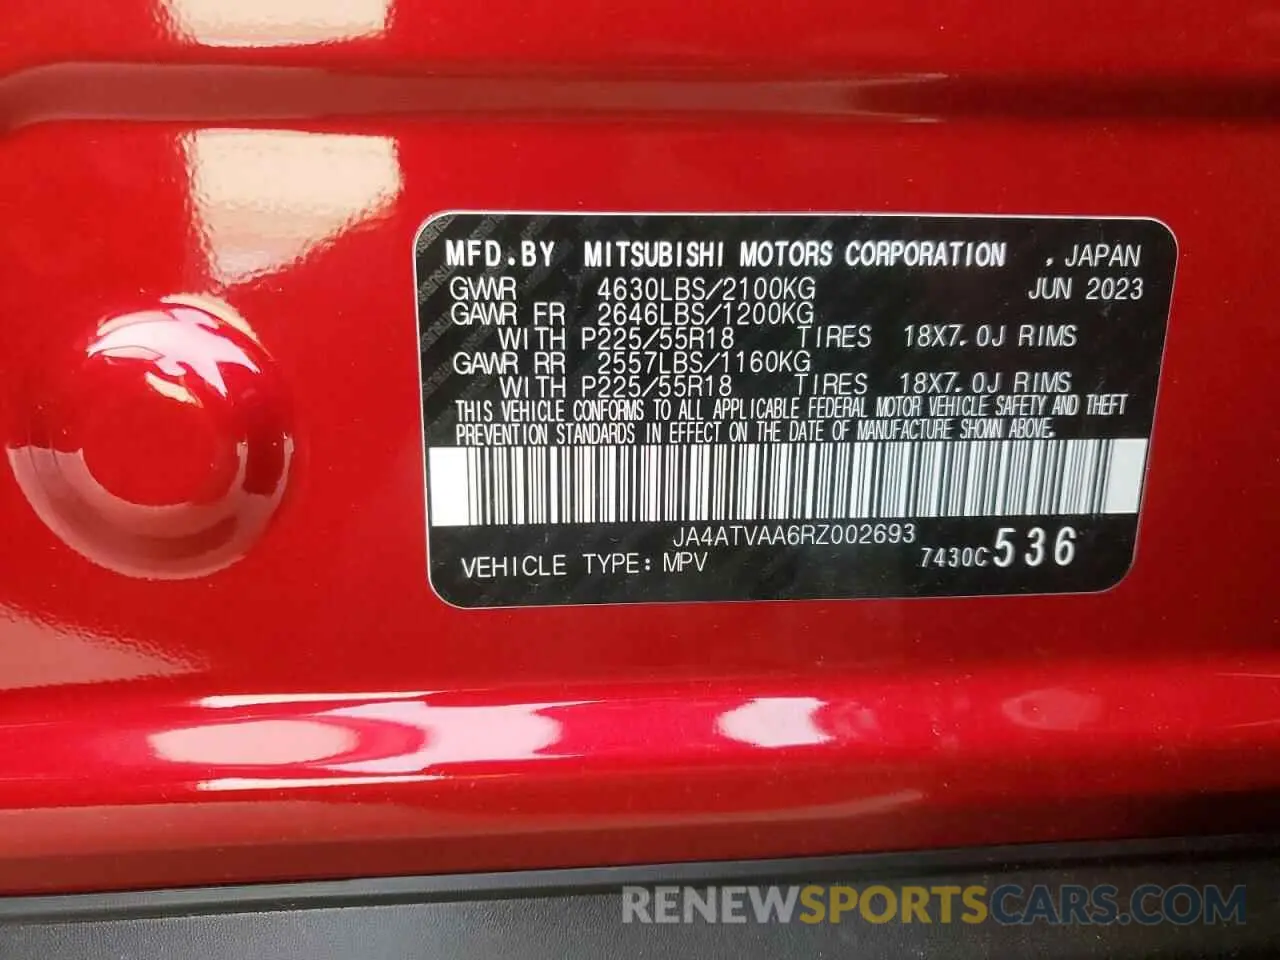 MFD.BY MITSUBISHI MOTORS CORPORATION , JAPAN
GVWR 4630LBS/2100KG JUN 2023
GAWR FR 2646LBS/1200KG
WITH P225/55R18 TIRES 18X7.0J RIMS
GAWR RR 2557LBS/1160KG
WITH P225/55R18 TIRES 18X7.0J RIMS
THIS VEHICLE CONFORMS TO ALL APPLICABLE FEDERAL MOTOR VEHICLE SAFETY AND THEFT
PREVENTION STANDARDS IN EFFECT ON THE DATE OF MANUFACTURE SHOWN ABOVE.
JA4ATVAA6RZ002693
VEHICLE TYPE: MPV 7430C 536
RENEWSPORTSCARS.COM